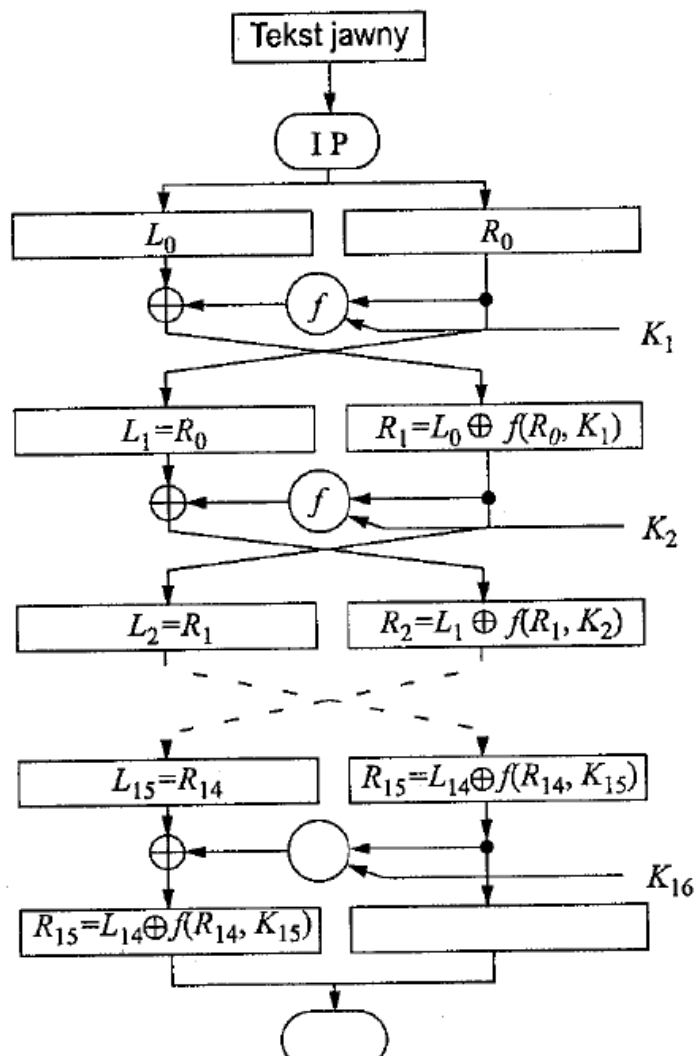 Tekst jawny
I P
L₀
R₀
f
K₁
L₁=R₀
R₁=L₀ ⊕ f(R₀, K₁)
f
K₂
L₂=R₁
R₂=L₁ ⊕ f(R₁, K₂)
L₁₅=R₁₄
R₁₅=L₁₄⊕f(R₁₄, K₁₅)
K₁₆
R₁₅=L₁₄⊕f(R₁₄, K₁₅)